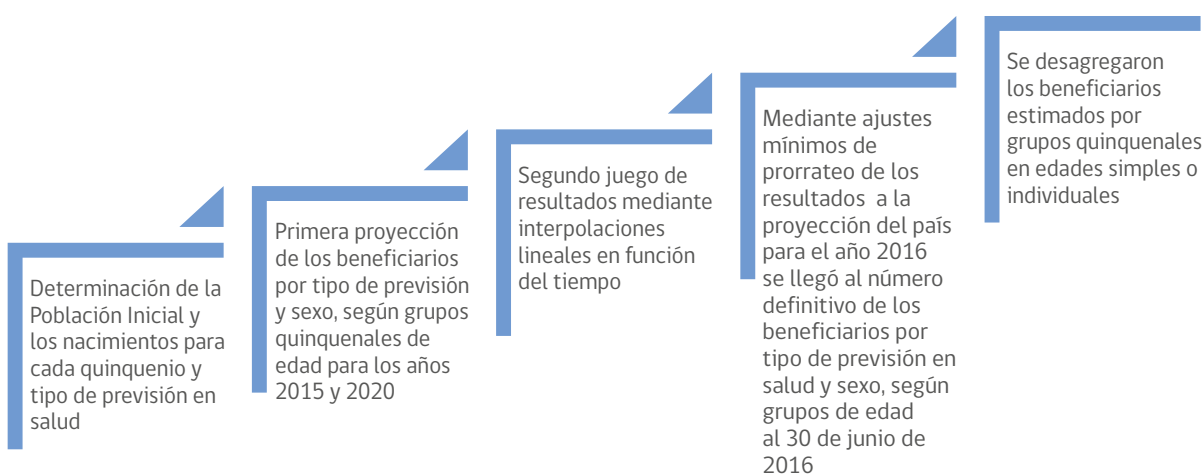 Determinación de la
Población Inicial y
los nacimientos para
cada quinquenio y
tipo de previsión en
salud
Primera proyección
de los beneficiarios
por tipo de previsión
y sexo, según grupos
quinquenales de
edad para los años
2015 y 2020
Segundo juego de
resultados mediante
interpolaciones
lineales en función
del tiempo
Mediante ajustes
mínimos de
prorrateo de los
resultados a la
proyección del país
para el año 2016
se llegó al número
definitivo de los
beneficiarios por
tipo de previsión en
salud y sexo, según
grupos de edad
al 30 de junio de
2016
Se desagregaron
los beneficiarios
estimados por
grupos quinquenales
en edades simples o
individuales